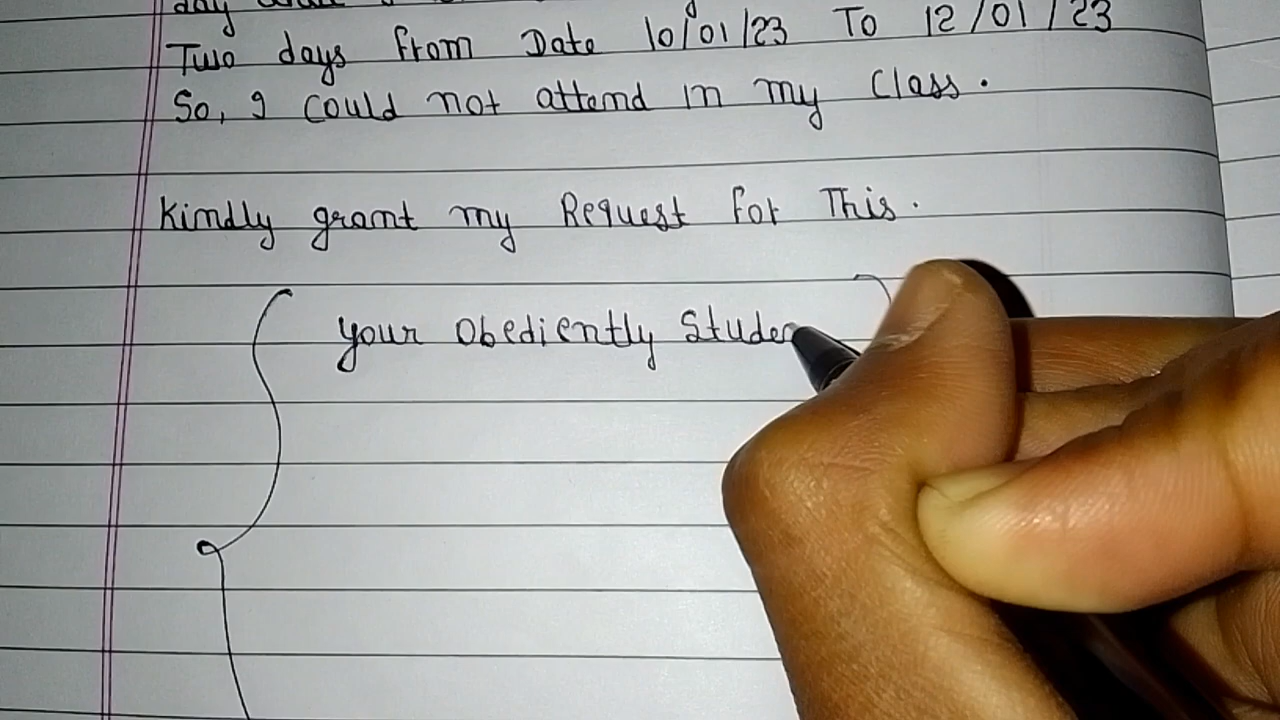 day
Two days from Date 10/01/23 To 12/01/23
So, I could not attend in my class.
Kindly grant my Request For This.
your Obediently Studen